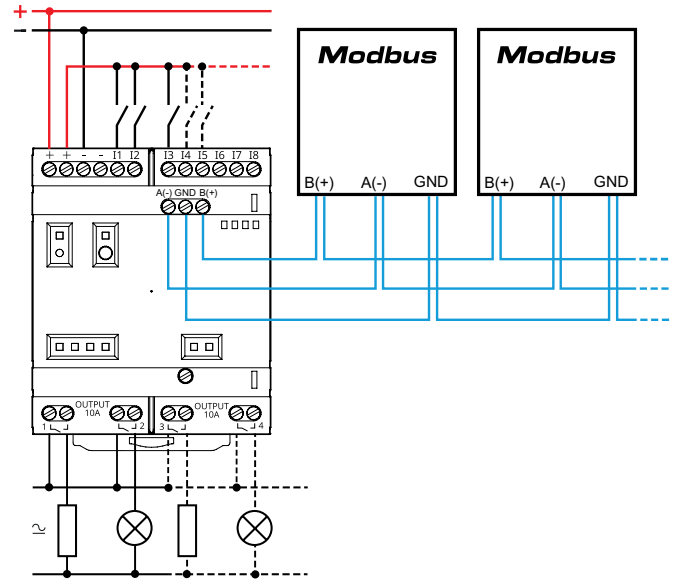 +
-
Modbus Modbus
+ + - - I1 I2 I3 I4 I5 I6 I7 I8
B(+) A(-) GND B(+) A(-) GND
A(-) GND B(+)
OUTPUT 10A OUTPUT 10A
1 2 3 4